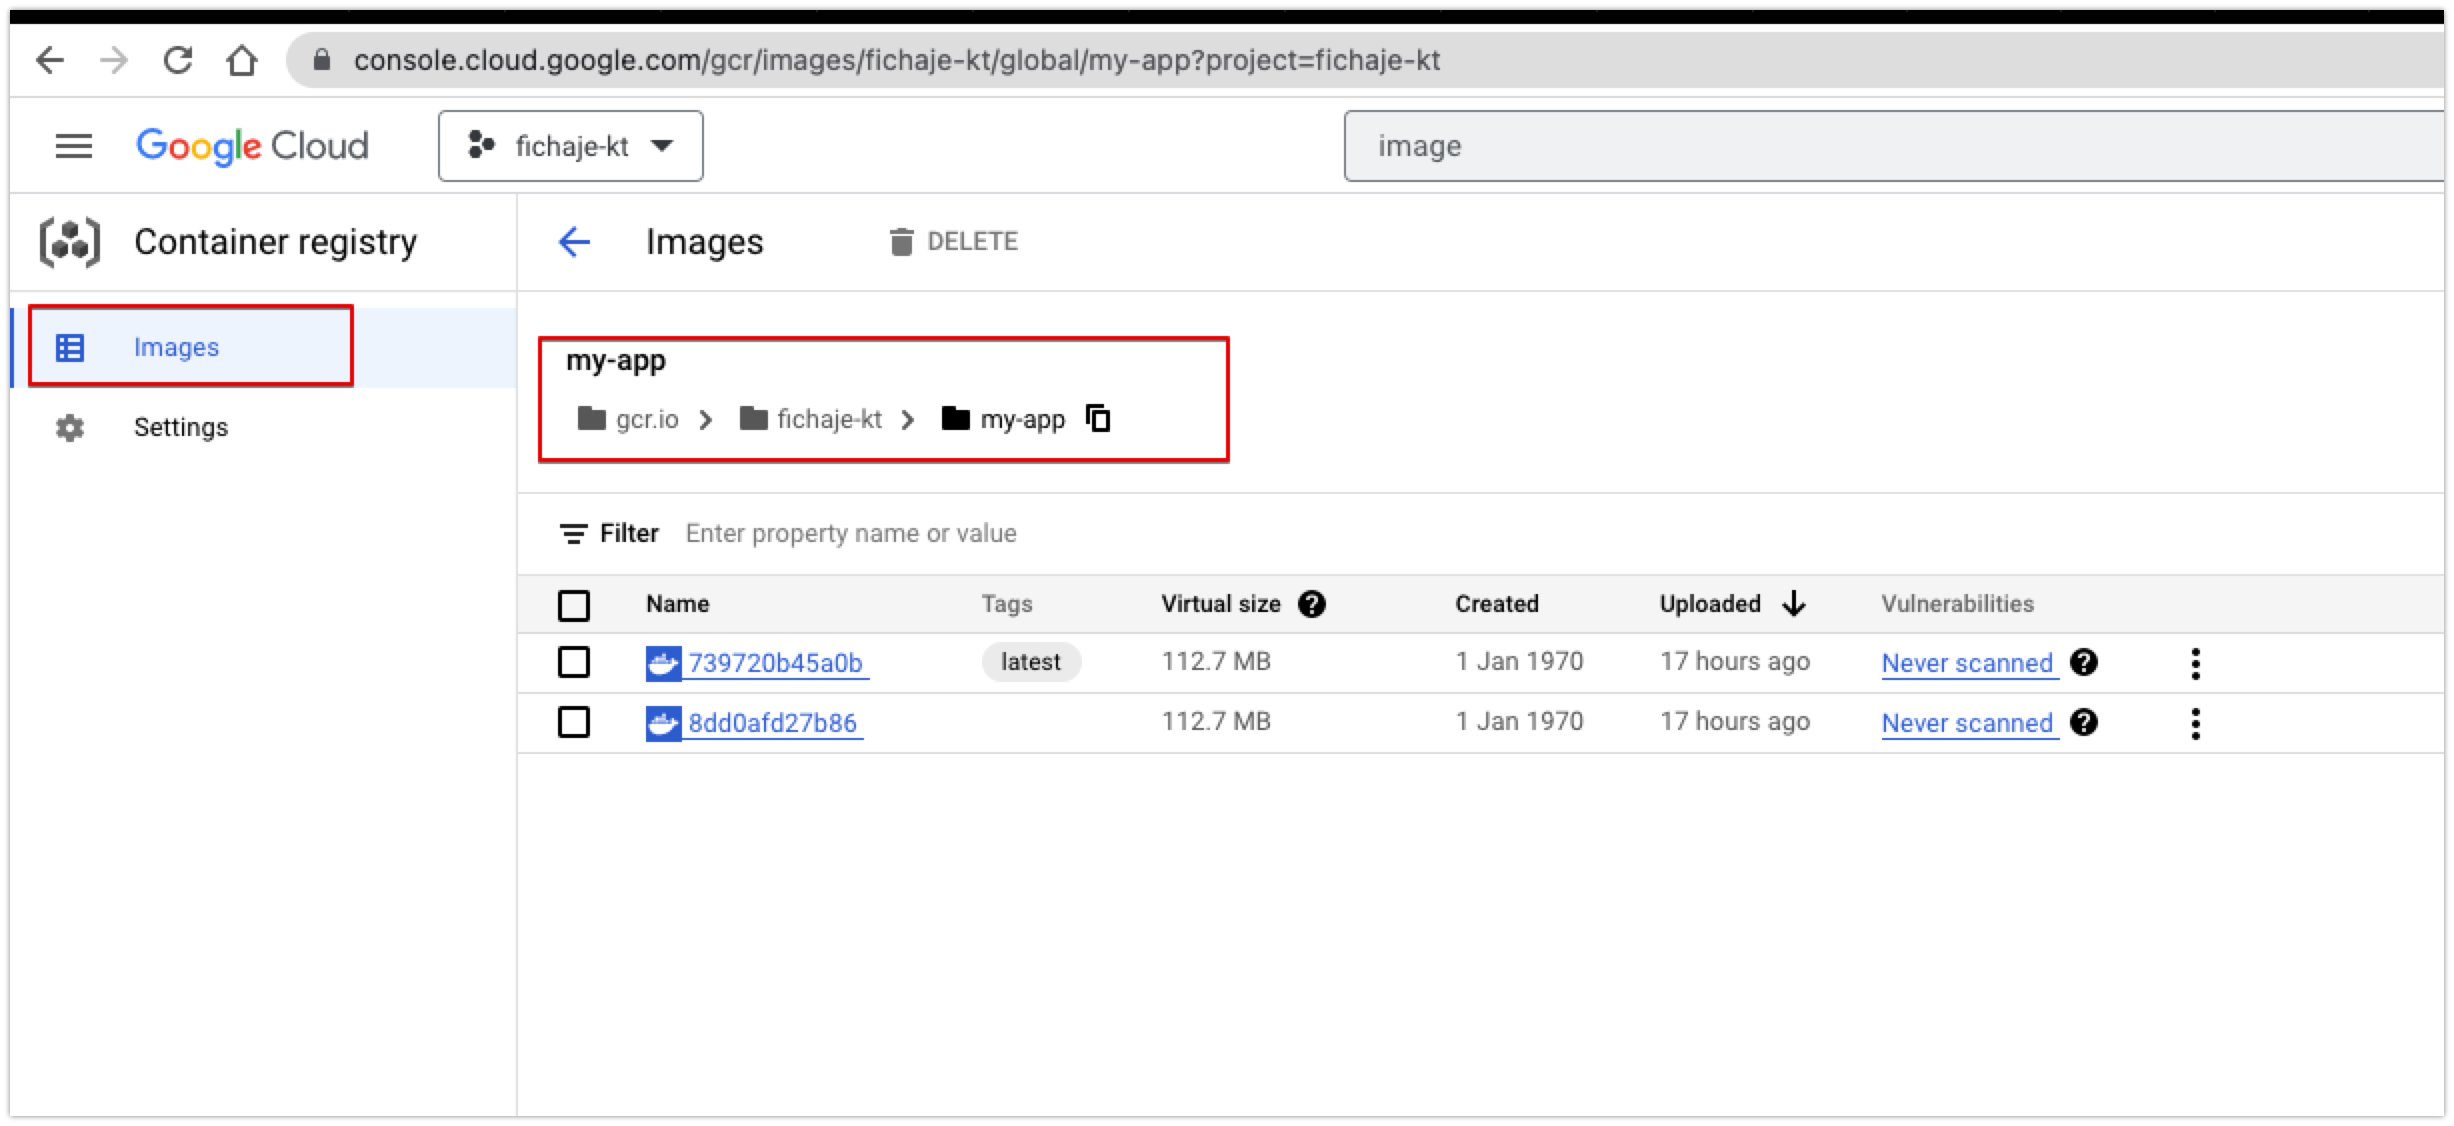 console.cloud.google.com/gcr/images/fichaje-kt/global/my-app?project=fichaje-kt
Google Cloud fichaje-kt image
Container registry Images DELETE
Images
Settings
my-app
gcr.io fichaje-kt my-app
Filter Enter property name or value
Name Tags Virtual size Created Uploaded Vulnerabilities
739720b45a0b latest 112.7 MB 1 Jan 1970 17 hours ago Never scanned
8dd0afd27b86 112.7 MB 1 Jan 1970 17 hours ago Never scanned